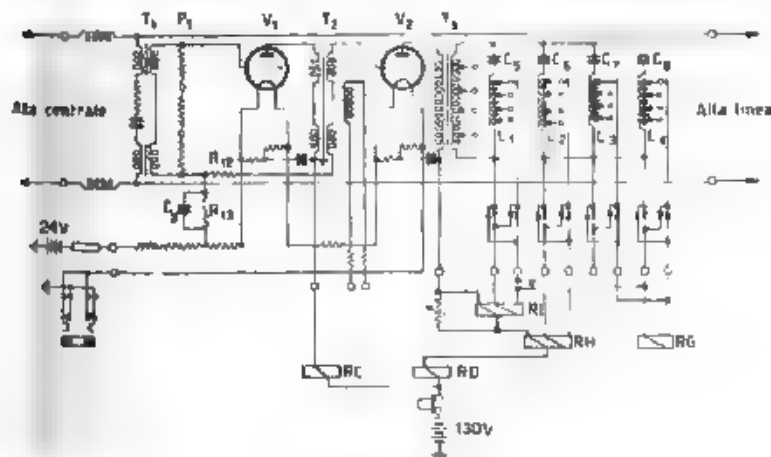 T₁ P₁ V₁ T₂ V₂ T₃
C₅ C₆ C₇ C₈
Alla centrale
Alla linea
L₁ L₂ L₃ L₄
R₁₂
R₁₃
24V
RH RG
RC RD
130V